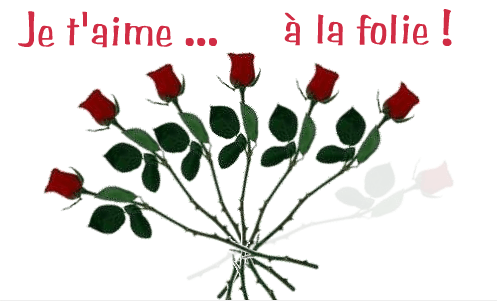 Je t'aime ... à la folie !